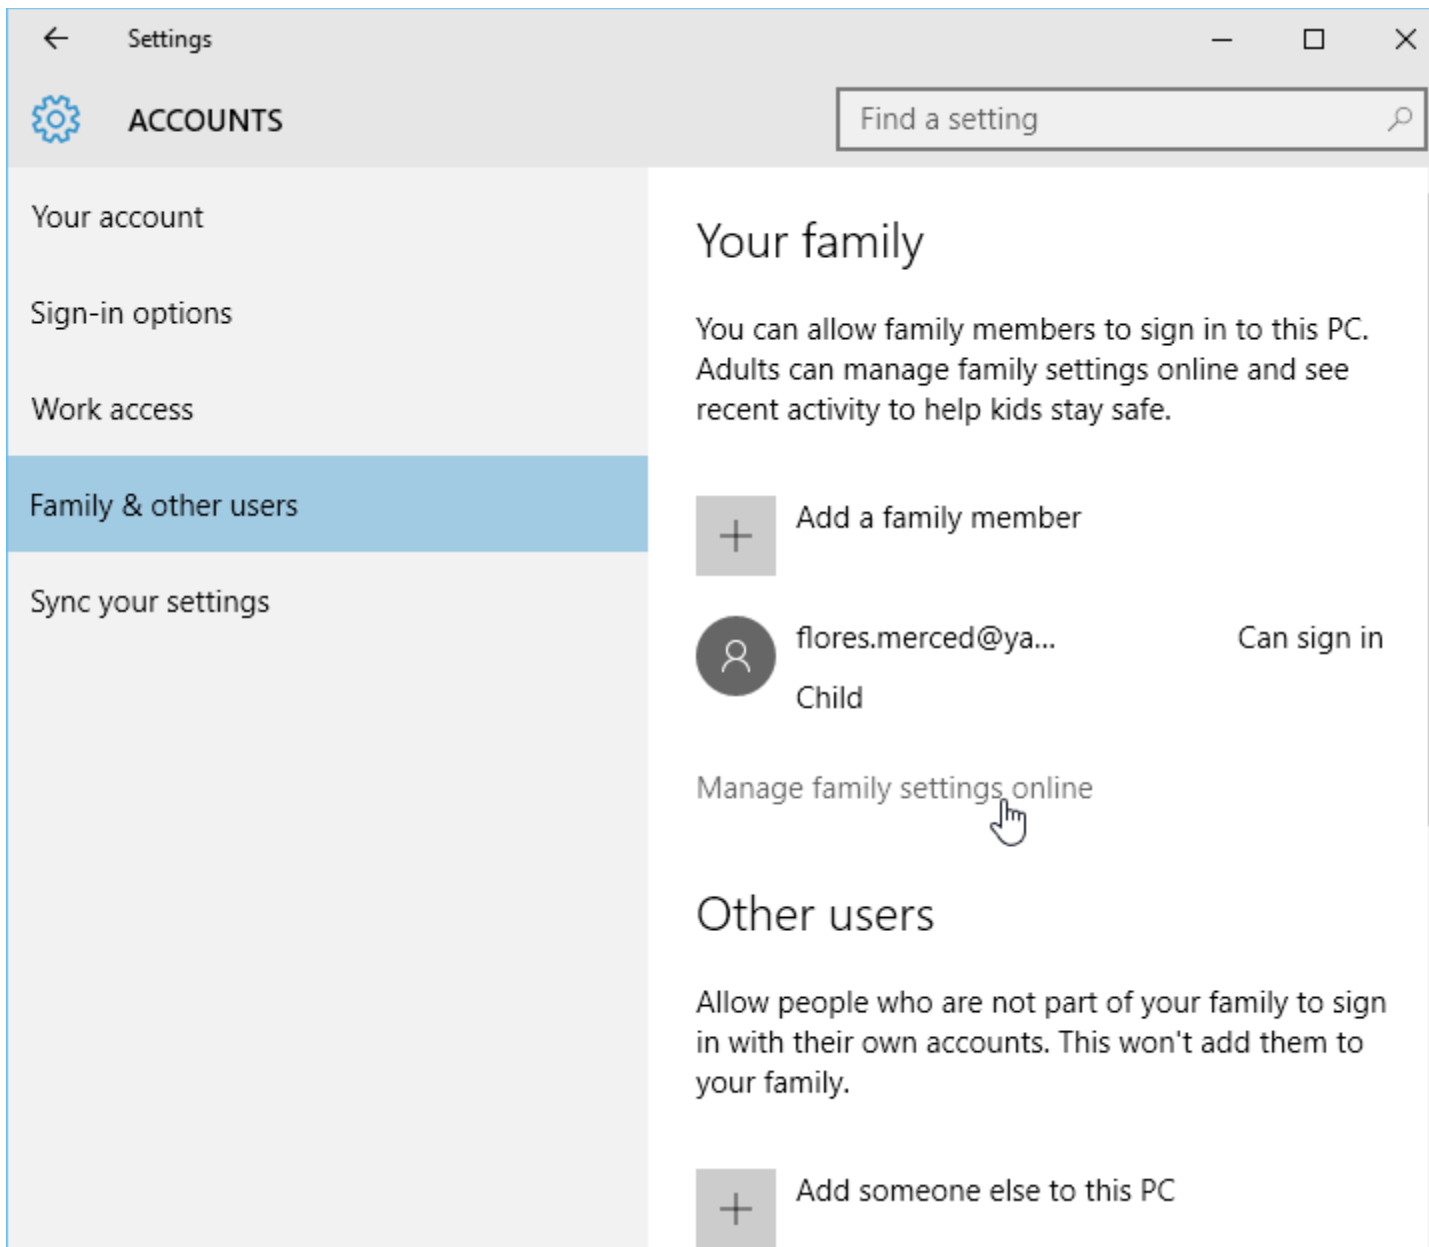 Settings
ACCOUNTS
Find a setting
Your account
Sign-in options
Work access
Family & other users
Sync your settings
Your family
You can allow family members to sign in to this PC.
Adults can manage family settings online and see
recent activity to help kids stay safe.
Add a family member
flores.merced@ya...
Can sign in
Child
Manage family settings online
Other users
Allow people who are not part of your family to sign
in with their own accounts. This won't add them to
your family.
Add someone else to this PC